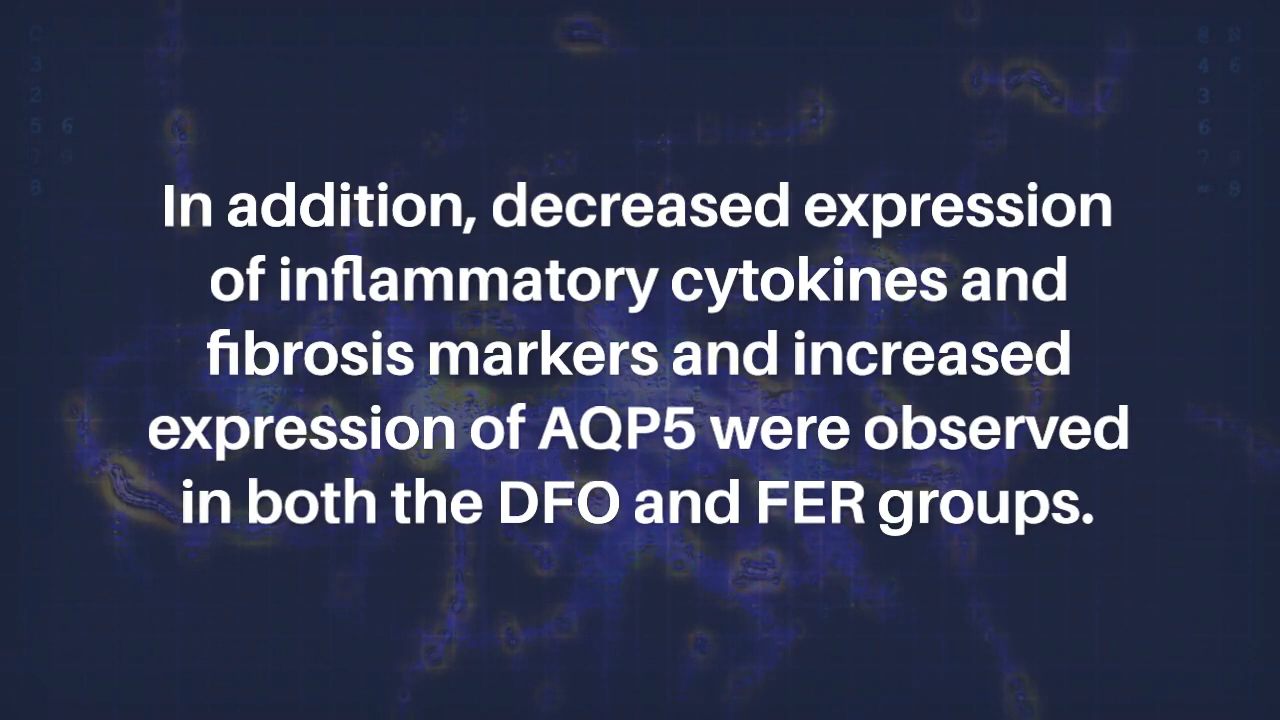 In addition, decreased expression
of inflammatory cytokines and
fibrosis markers and increased
expression of AQP5 were observed
in both the DFO and FER groups.